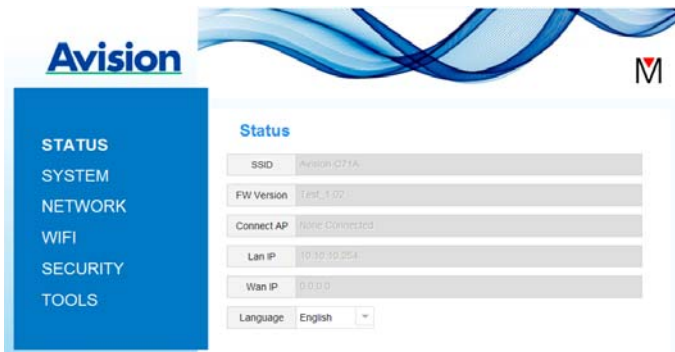 Avision
M
STATUS
SYSTEM
NETWORK
WIFI
SECURITY
TOOLS
Status
SSID Avision C71A
FW Version Test_1.02
Connect AP None Connected
Lan IP 10.10.10.254
Wan IP 0.0.0.0
Language English